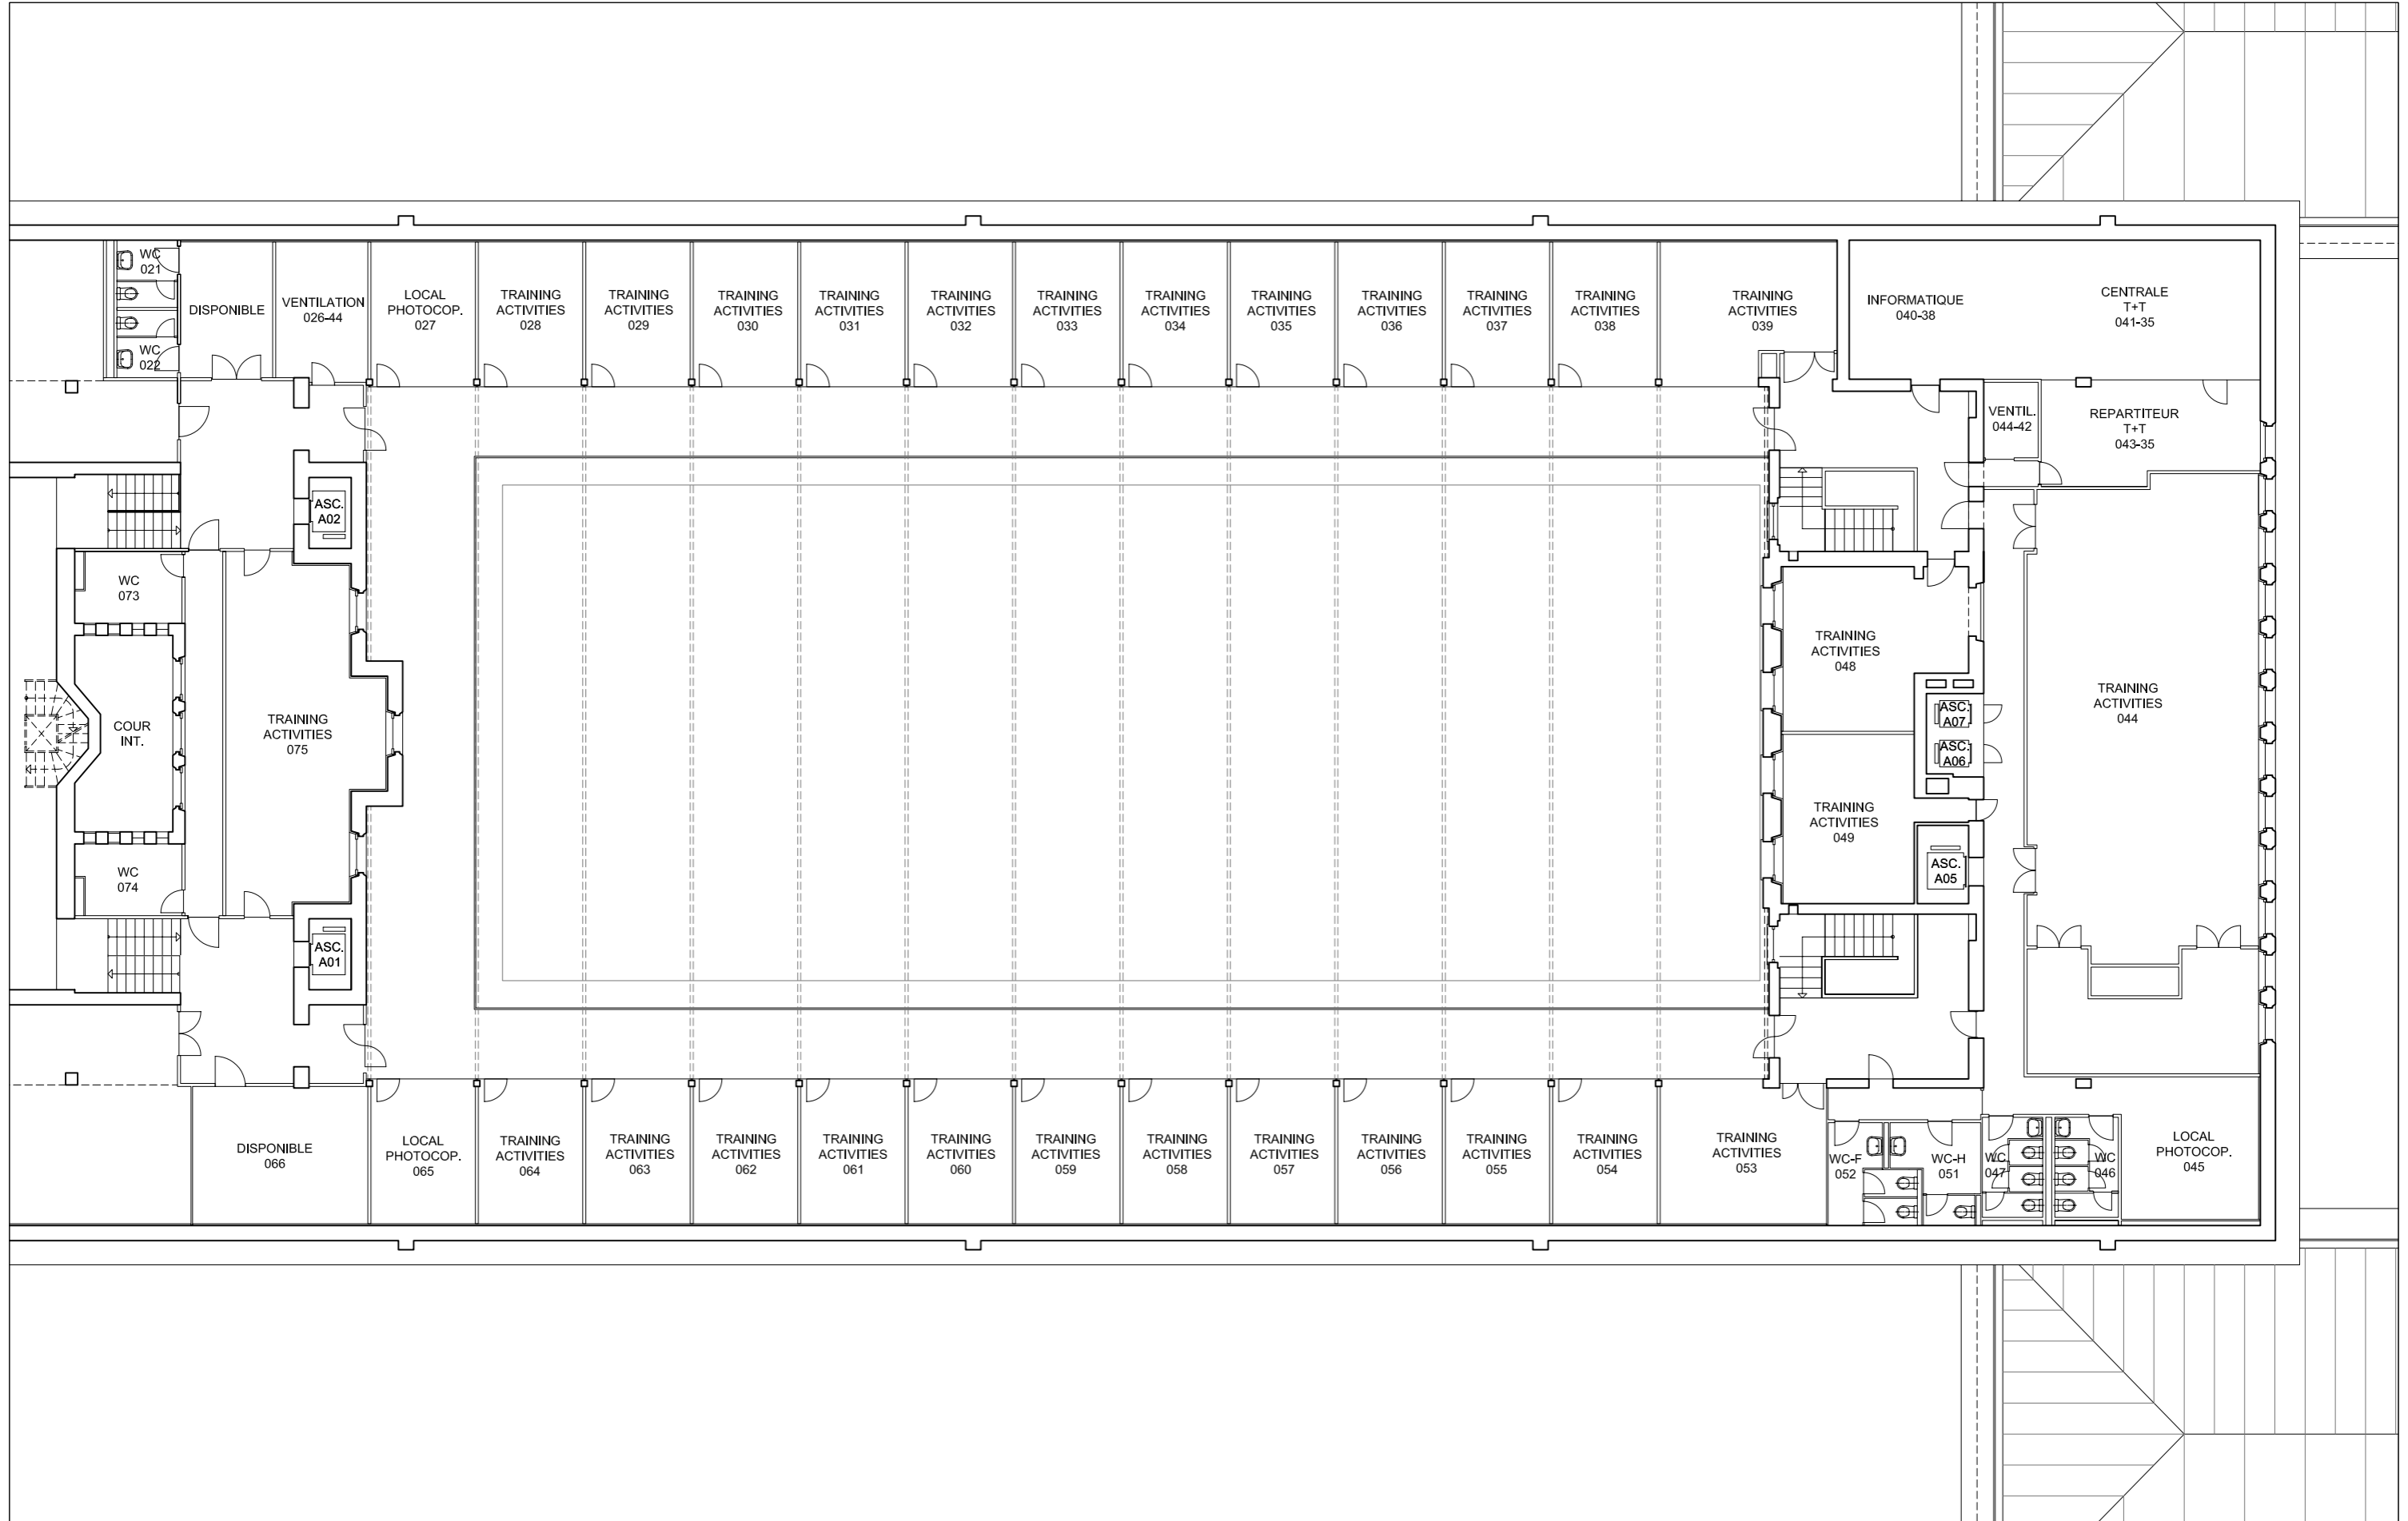 WC
021
WC
022
DISPONIBLE
VENTILATION
026-44
LOCAL
PHOTOCOP.
027
TRAINING
ACTIVITIES
028
TRAINING
ACTIVITIES
029
TRAINING
ACTIVITIES
030
TRAINING
ACTIVITIES
031
TRAINING
ACTIVITIES
032
TRAINING
ACTIVITIES
033
TRAINING
ACTIVITIES
034
TRAINING
ACTIVITIES
035
TRAINING
ACTIVITIES
036
TRAINING
ACTIVITIES
037
TRAINING
ACTIVITIES
038
TRAINING
ACTIVITIES
039
INFORMATIQUE
040-38
CENTRALE
T+T
041-35
VENTIL.
044-42
REPARTITEUR
T+T
043-35
ASC.
A02
WC
073
COUR
INT.
WC
074
TRAINING
ACTIVITIES
075
ASC.
A01
TRAINING
ACTIVITIES
048
ASC.
A07
ASC.
A06
TRAINING
ACTIVITIES
049
ASC.
A05
TRAINING
ACTIVITIES
044
DISPONIBLE
066
LOCAL
PHOTOCOP.
065
TRAINING
ACTIVITIES
064
TRAINING
ACTIVITIES
063
TRAINING
ACTIVITIES
062
TRAINING
ACTIVITIES
061
TRAINING
ACTIVITIES
060
TRAINING
ACTIVITIES
059
TRAINING
ACTIVITIES
058
TRAINING
ACTIVITIES
057
TRAINING
ACTIVITIES
056
TRAINING
ACTIVITIES
055
TRAINING
ACTIVITIES
054
TRAINING
ACTIVITIES
053
WC-F
052
WC-H
051
WC
047
WC
046
LOCAL
PHOTOCOP.
045